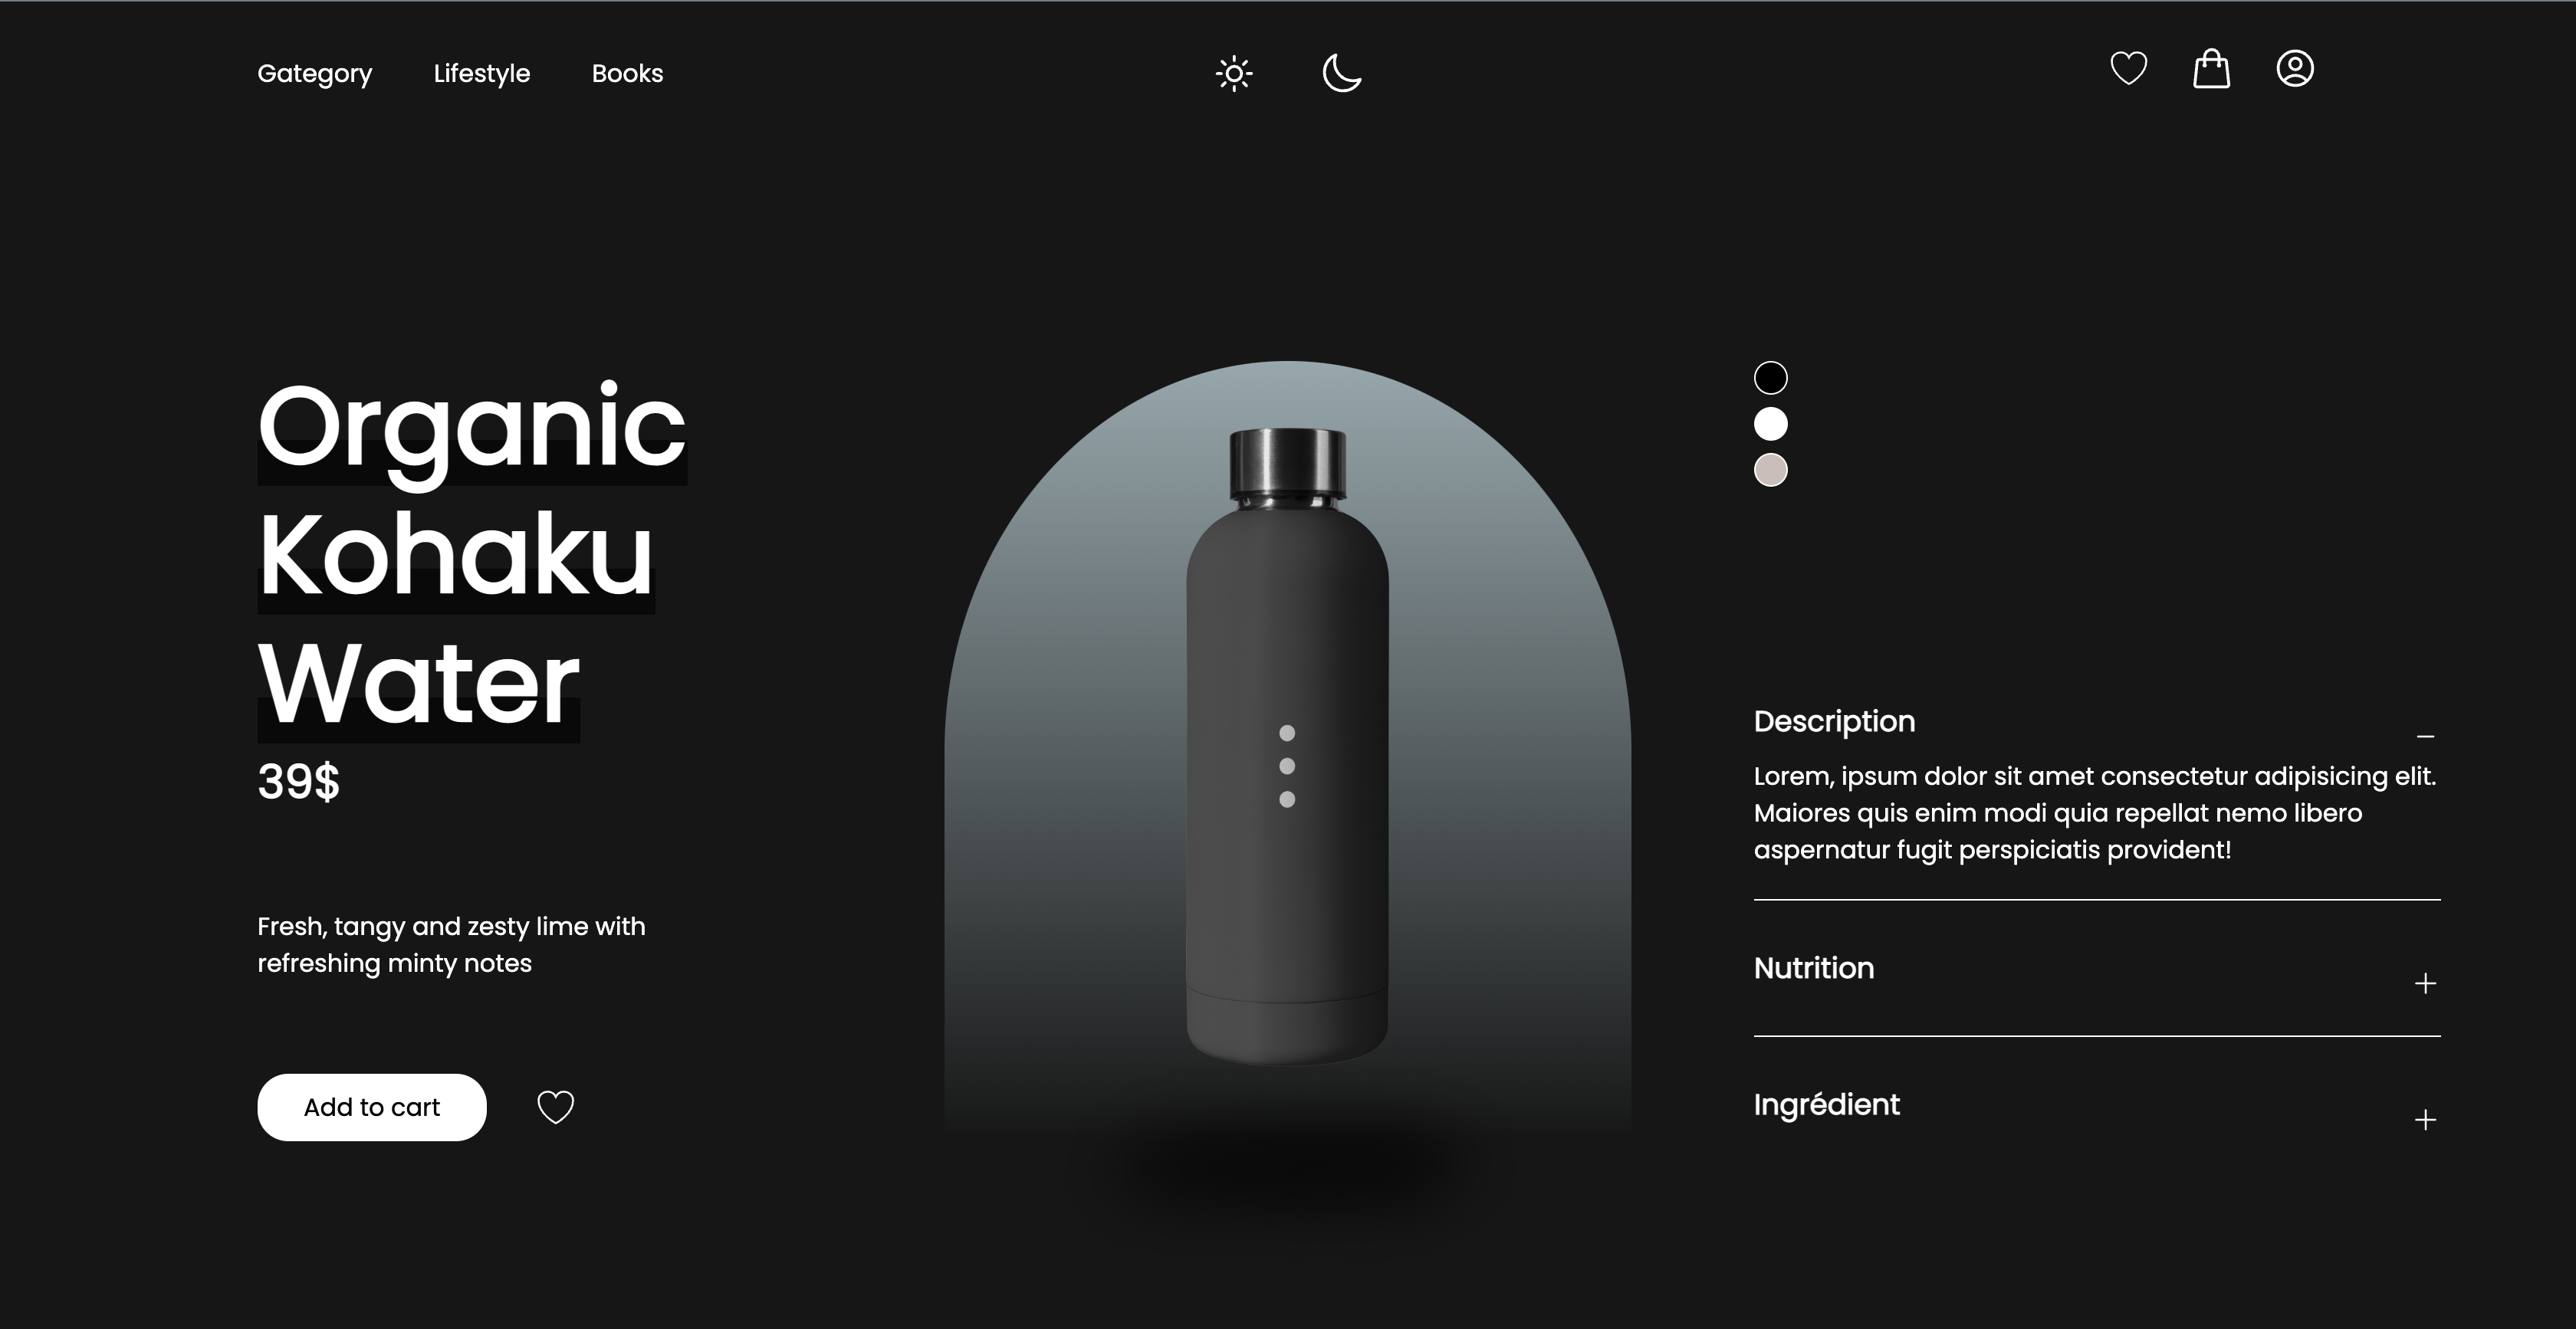 Gategory
Lifestyle
Books
Organic
Kohaku
Water
39$
Fresh, tangy and zesty lime with
refreshing minty notes
Add to cart
Description
Lorem, ipsum dolor sit amet consectetur adipisicing elit.
Maiores quis enim modi quia repellat nemo libero
aspernatur fugit perspiciatis provident!
Nutrition
Ingrédient